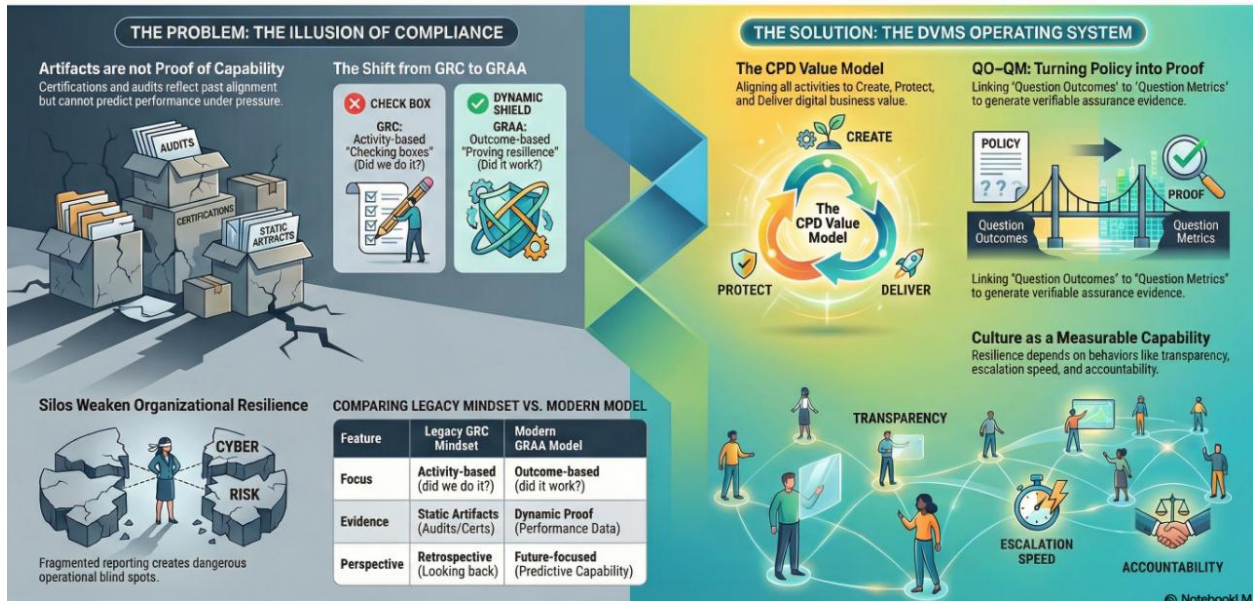 THE PROBLEM: THE ILLUSION OF COMPLIANCE
Artifacts are not Proof of Capability
Certifications and audits reflect past alignment
but cannot predict performance under pressure.
AUDITS
CERTIFICATIONS
STATIC
ARTRACTS
The Shift from GRC to GRAA
CHECK BOX
GRC:
Activity-based
"Checking boxes"
(Did we do it?)
DYNAMIC
SHIELD
GRAA:
Outcome-based
"Proving resilience"
(Did it work?)
Silos Weaken Organizational Resilience
CYBER
RISK
Fragmented reporting creates dangerous
operational blind spots.
COMPARING LEGACY MINDSET VS. MODERN MODEL
Feature
Legacy GRC
Mindset
Modern
GRAA Model
Focus
Activity-based
(did we do it?)
Outcome-based
(did it work?)
Evidence
Static Artifacts
(Audits/Certs)
Dynamic Proof
(Performance Data)
Perspective
Retrospective
(Looking back)
Future-focused
(Predictive Capability)
THE SOLUTION: THE DVMS OPERATING SYSTEM
The CPD Value Model
Aligning all activities to Create, Protect,
and Deliver digital business value.
CREATE
The
CPD Value
Model
PROTECT
DELIVER
QO–QM: Turning Policy into Proof
Linking 'Question Outcomes' to 'Question Metrics'
to generate verifiable assurance evidence.
POLICY
? ? ?
PROOF
Question
Outcomes
Question
Metrics
Linking "Question Outcomes" to "Question Metrics"
to generate verifiable assurance evidence.
Culture as a Measurable Capability
Resilience depends on behaviors like transparency,
escalation speed, and accountability.
TRANSPARENCY
ESCALATION
SPEED
ACCOUNTABILITY
NotebookLM